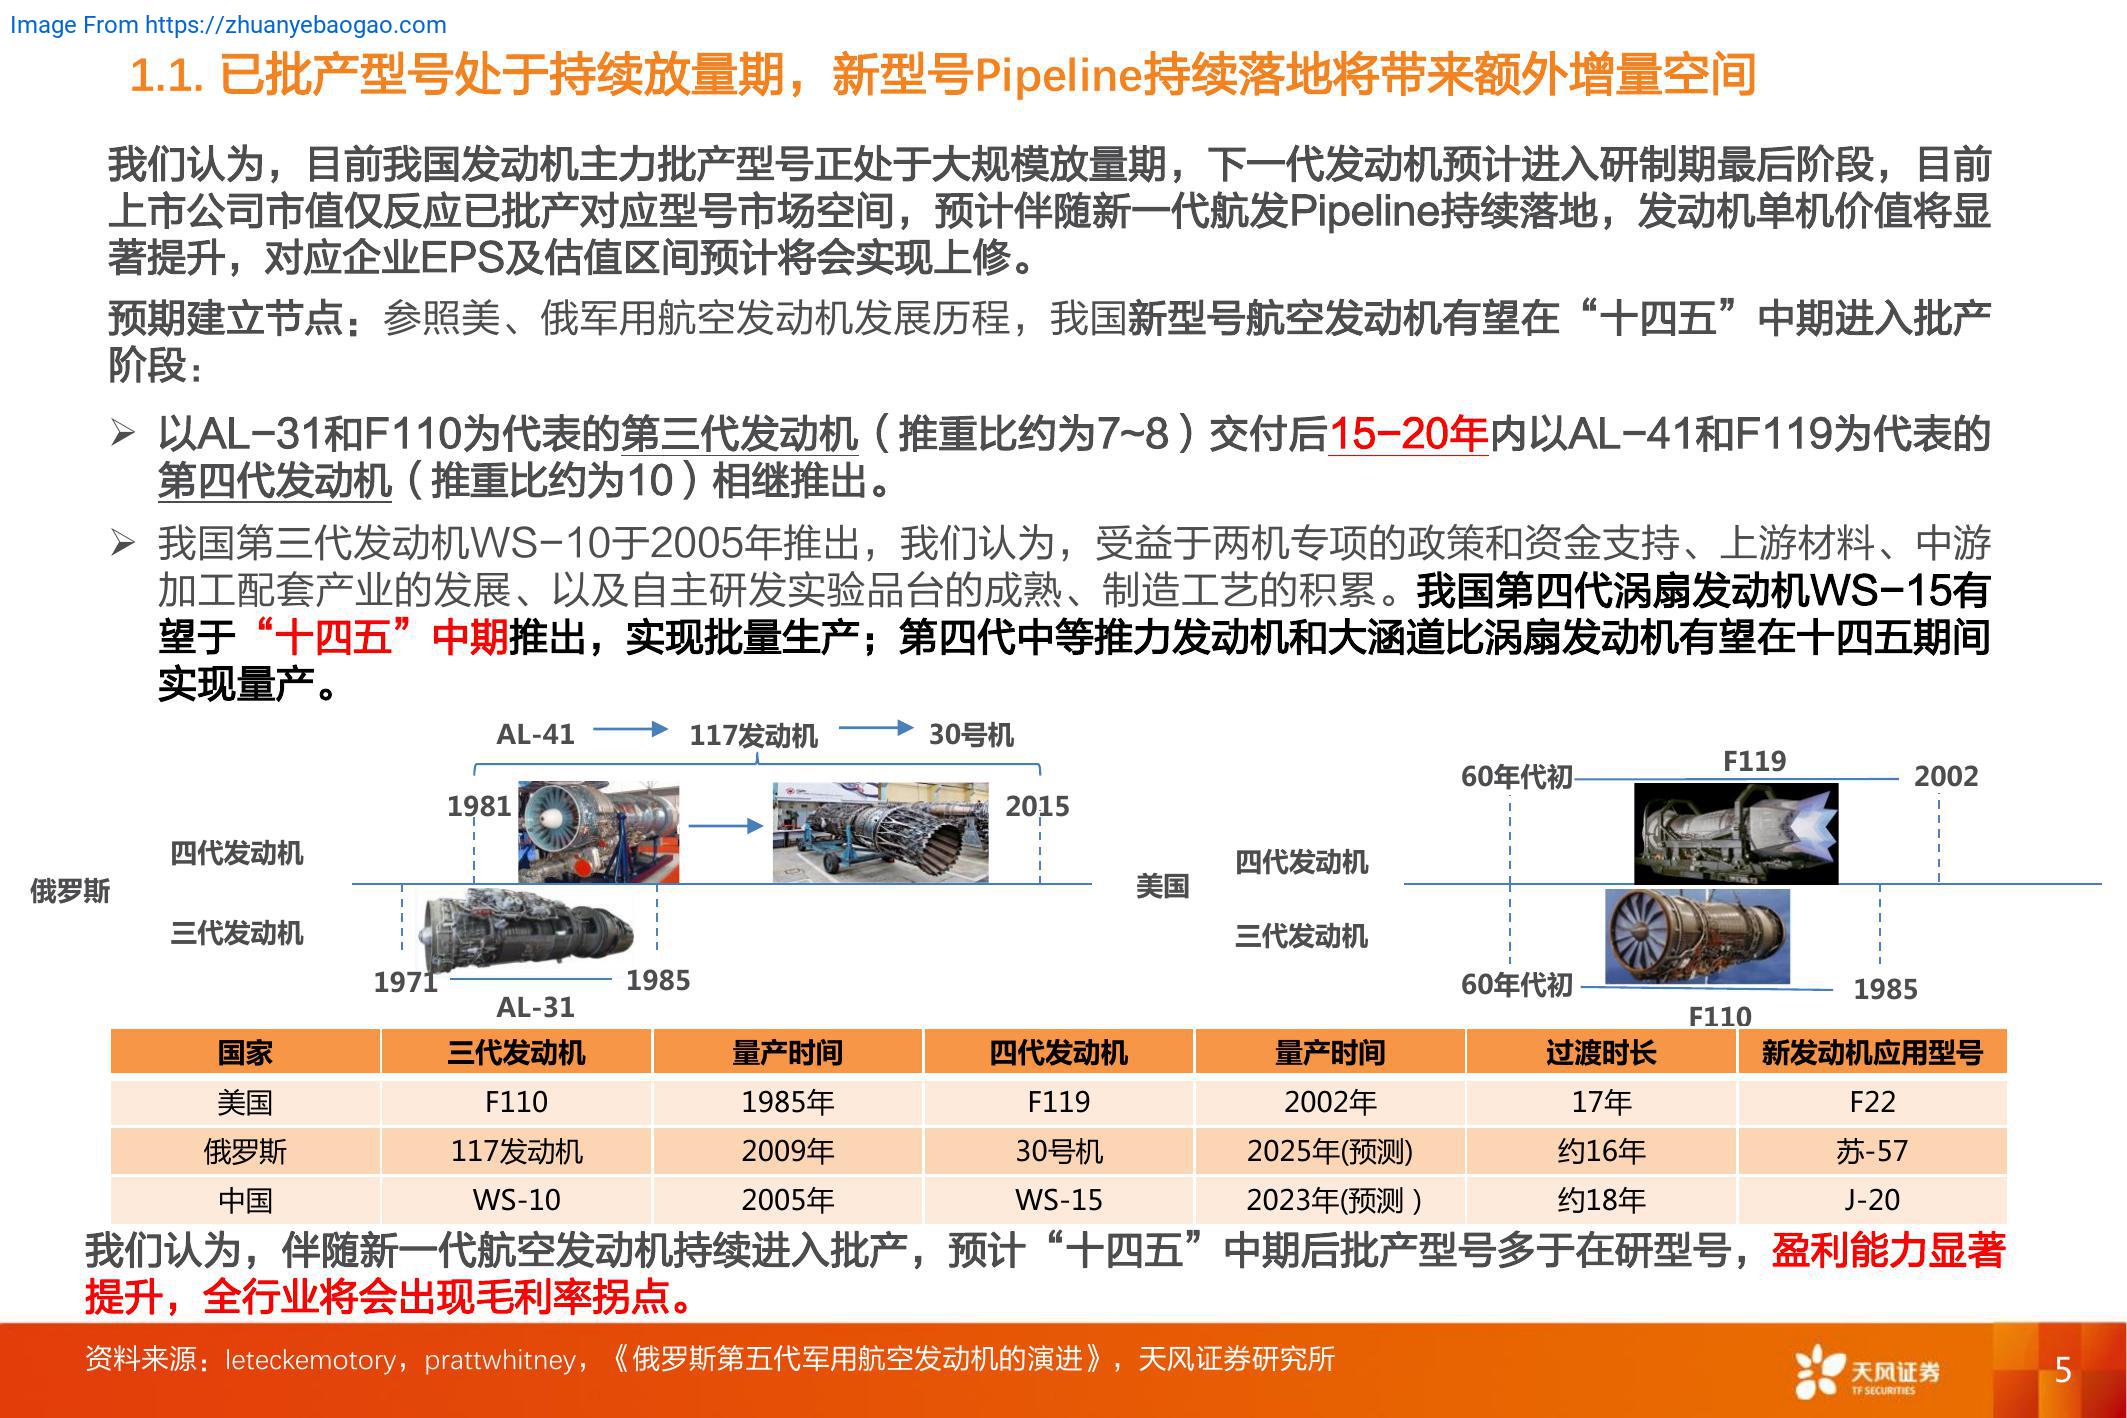 Image From https://zhuanyebaogao.com
1.1. 已批产型号处于持续放量期，新型号Pipeline持续落地将带来额外增量空间
我们认为，目前我国发动机主力批产型号正处于大规模放量期，下一代发动机预计进入研制期最后阶段，目前
上市公司市值仅反应已批产对应型号市场空间，预计伴随新一代航发Pipeline持续落地，发动机单机价值将显
著提升，对应企业EPS及估值区间预计将会实现上修。
预期建立节点：参照美、俄军用航空发动机发展历程，我国新型号航空发动机有望在“十四五”中期进入批产
阶段：
➢ 以AL-31和F110为代表的第三代发动机（推重比约为7~8）交付后15-20年内以AL-41和F119为代表的
第四代发动机（推重比约为10）相继推出。
➢ 我国第三代发动机WS-10于2005年推出，我们认为，受益于两机专项的政策和资金支持、上游材料、中游
加工配套产业的发展、以及自主研发实验品台的成熟、制造工艺的积累。我国第四代涡扇发动机WS-15有
望于“十四五”中期推出，实现批量生产；第四代中等推力发动机和大涵道比涡扇发动机有望在十四五期间
实现量产。
AL-41 117发动机 30号机
1981 2015
四代发动机
俄罗斯
三代发动机
1971 1985
AL-31
F119
60年代初 2002
四代发动机
美国
三代发动机
60年代初 1985
F110
国家 三代发动机 量产时间 四代发动机 量产时间 过渡时长 新发动机应用型号
美国 F110 1985年 F119 2002年 17年 F22
俄罗斯 117发动机 2009年 30号机 2025年(预测) 约16年 苏-57
中国 WS-10 2005年 WS-15 2023年(预测 ) 约18年 J-20
我们认为，伴随新一代航空发动机持续进入批产，预计“十四五”中期后批产型号多于在研型号，盈利能力显著
提升，全行业将会出现毛利率拐点。
资料来源：leteckemotory，prattwhitney，《俄罗斯第五代军用航空发动机的演进》，天风证券研究所
天风证券
TF SECURITIES
5